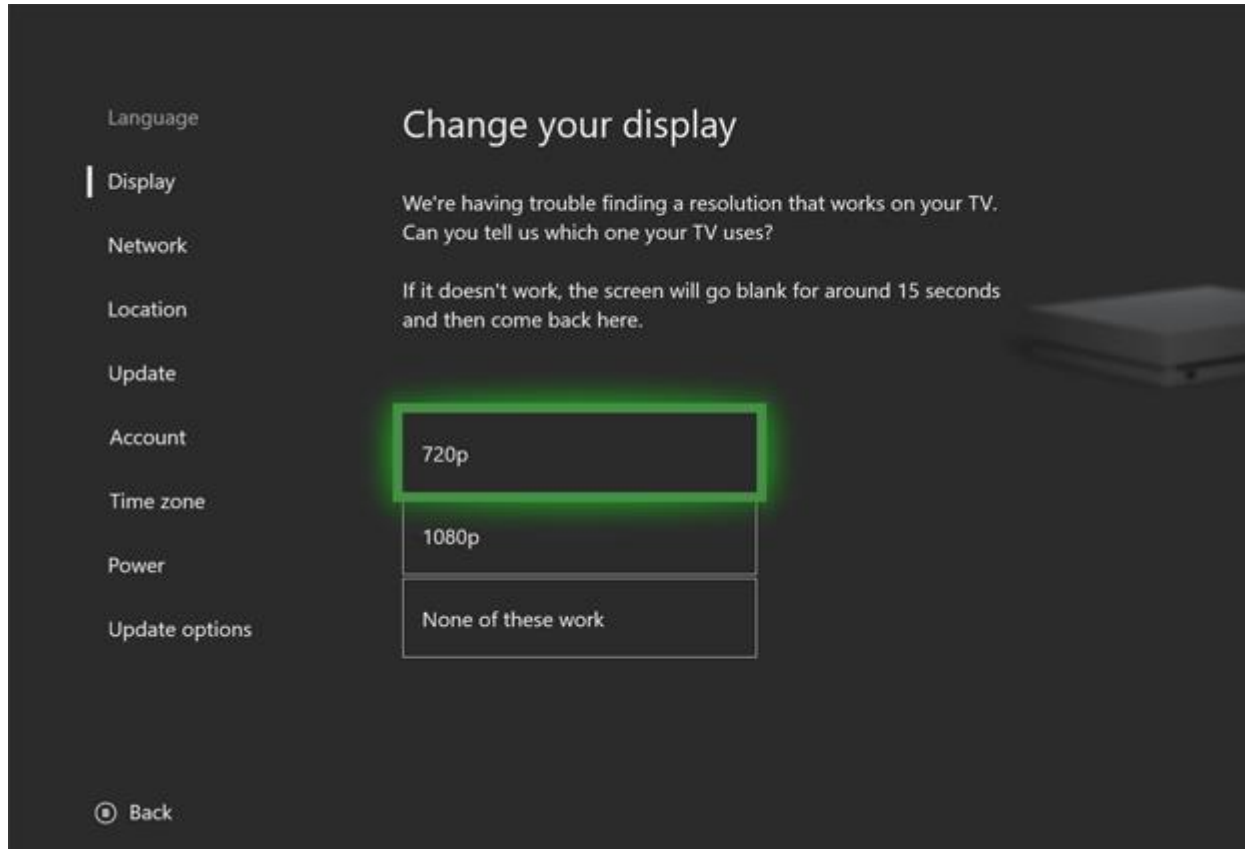 Language
Display
Network
Location
Update
Account
Time zone
Power
Update options
Change your display
We're having trouble finding a resolution that works on your TV.
Can you tell us which one your TV uses?
If it doesn't work, the screen will go blank for around 15 seconds
and then come back here.
720p
1080p
None of these work
Back